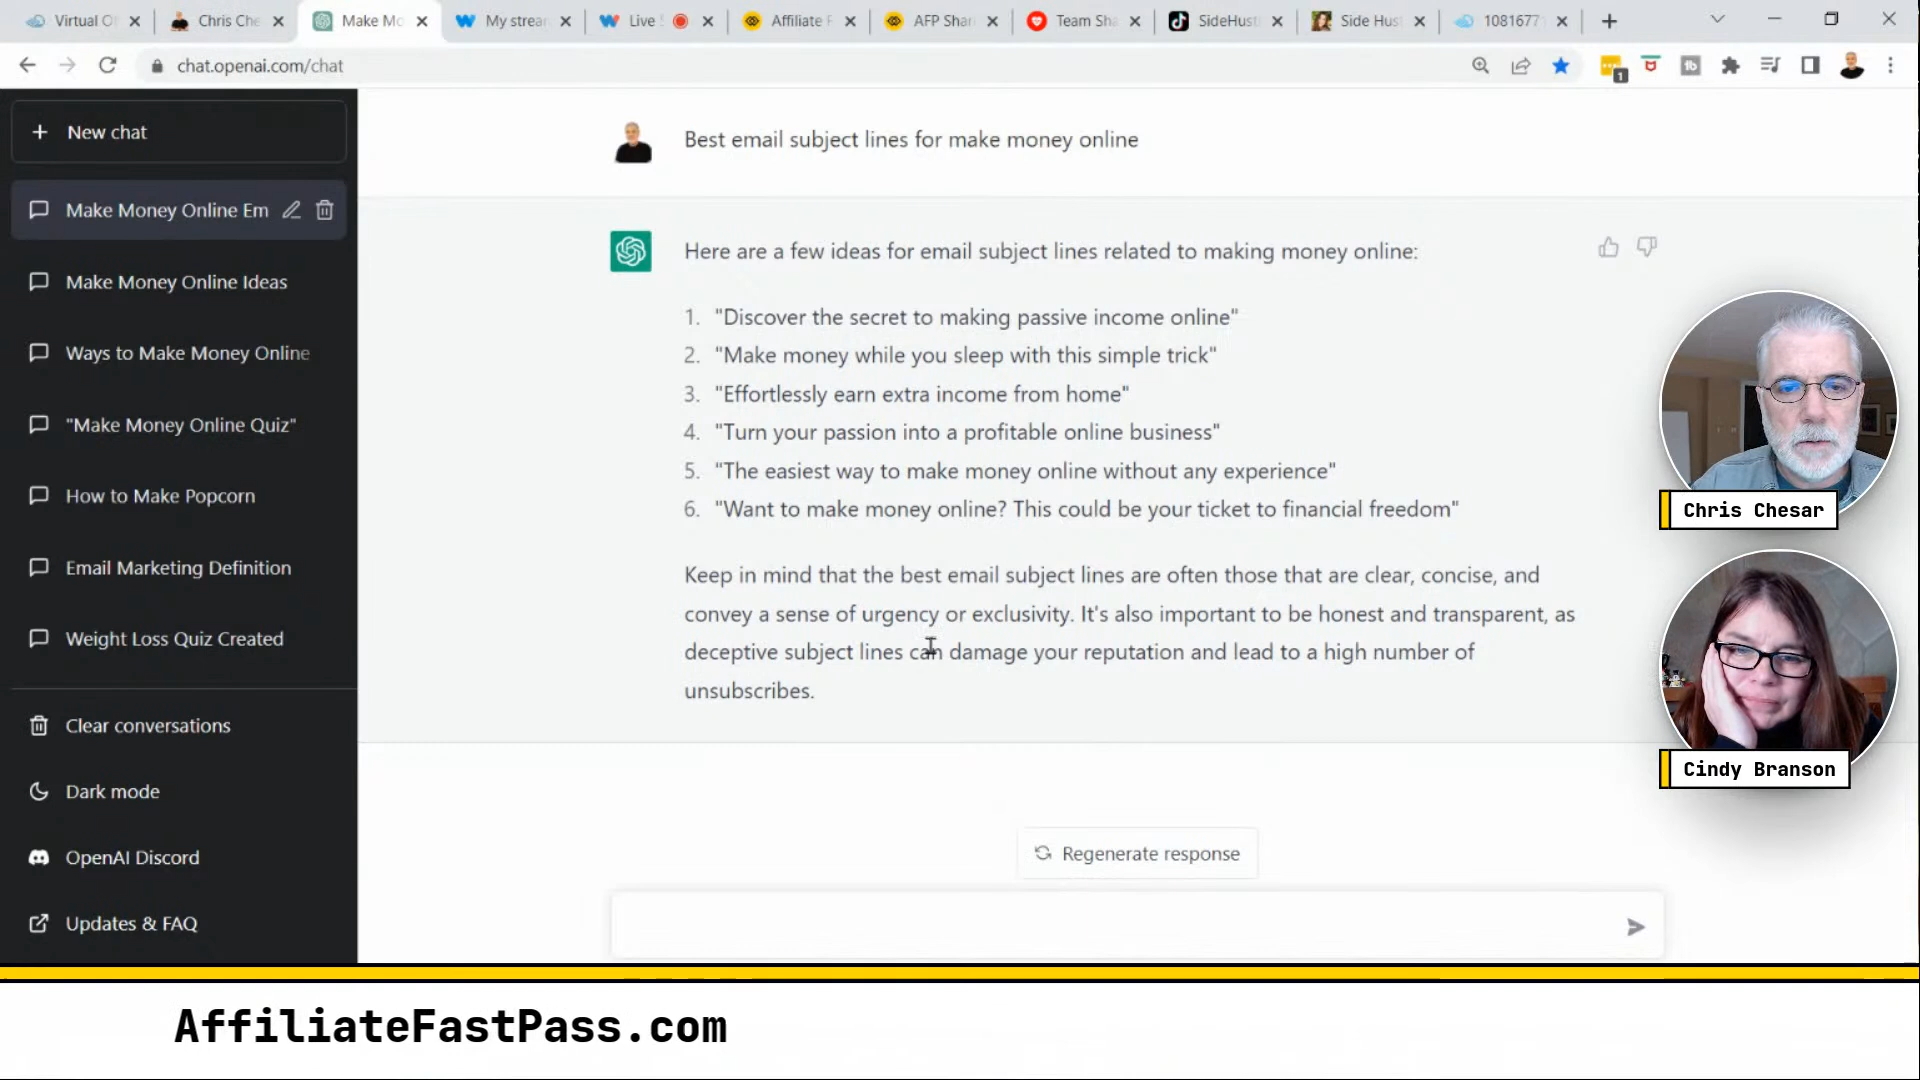 Virtual O
Chris Che
Make Mo
My strea
Live
Affiliate F
AFP Shar
Team Sha
SideHust
Side Hus
10816771
chat.openai.com/chat
1
New chat
Make Money Online Em
Make Money Online Ideas
Ways to Make Money Online
"Make Money Online Quiz"
How to Make Popcorn
Email Marketing Definition
Weight Loss Quiz Created
Clear conversations
Dark mode
OpenAI Discord
Updates & FAQ
Best email subject lines for make money online
Here are a few ideas for email subject lines related to making money online:
1. "Discover the secret to making passive income online"
2. "Make money while you sleep with this simple trick"
3. "Effortlessly earn extra income from home"
4. "Turn your passion into a profitable online business"
5. "The easiest way to make money online without any experience"
6. "Want to make money online? This could be your ticket to financial freedom"
Keep in mind that the best email subject lines are often those that are clear, concise, and
convey a sense of urgency or exclusivity. It's also important to be honest and transparent, as
deceptive subject lines can damage your reputation and lead to a high number of
unsubscribes.
Regenerate response
Chris Chesar
Cindy Branson
AffiliateFastPass.com